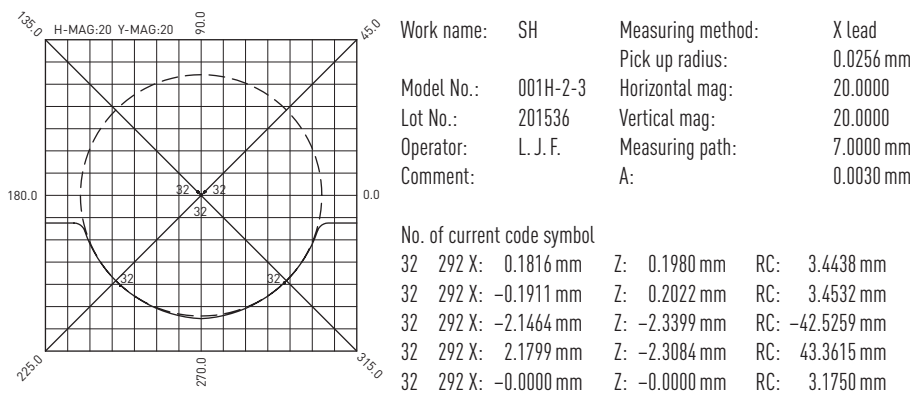 135.0
H-MAG:20 Y-MAG:20
90.0
45.0
180.0
32 32
32
0.0
32 32
225.0
270.0
315.0
Work name: SH Measuring method: X lead
Pick up radius: 0.0256 mm
Model No.: 001H-2-3 Horizontal mag: 20.0000
Lot No.: 201536 Vertical mag: 20.0000
Operator: L. J. F. Measuring path: 7.0000 mm
Comment: A: 0.0030 mm
No. of current code symbol
32 292 X: 0.1816 mm Z: 0.1980 mm RC: 3.4438 mm
32 292 X: –0.1911 mm Z: 0.2022 mm RC: 3.4532 mm
32 292 X: –2.1464 mm Z: –2.3399 mm RC: –42.5259 mm
32 292 X: 2.1799 mm Z: –2.3084 mm RC: 43.3615 mm
32 292 X: –0.0000 mm Z: –0.0000 mm RC: 3.1750 mm